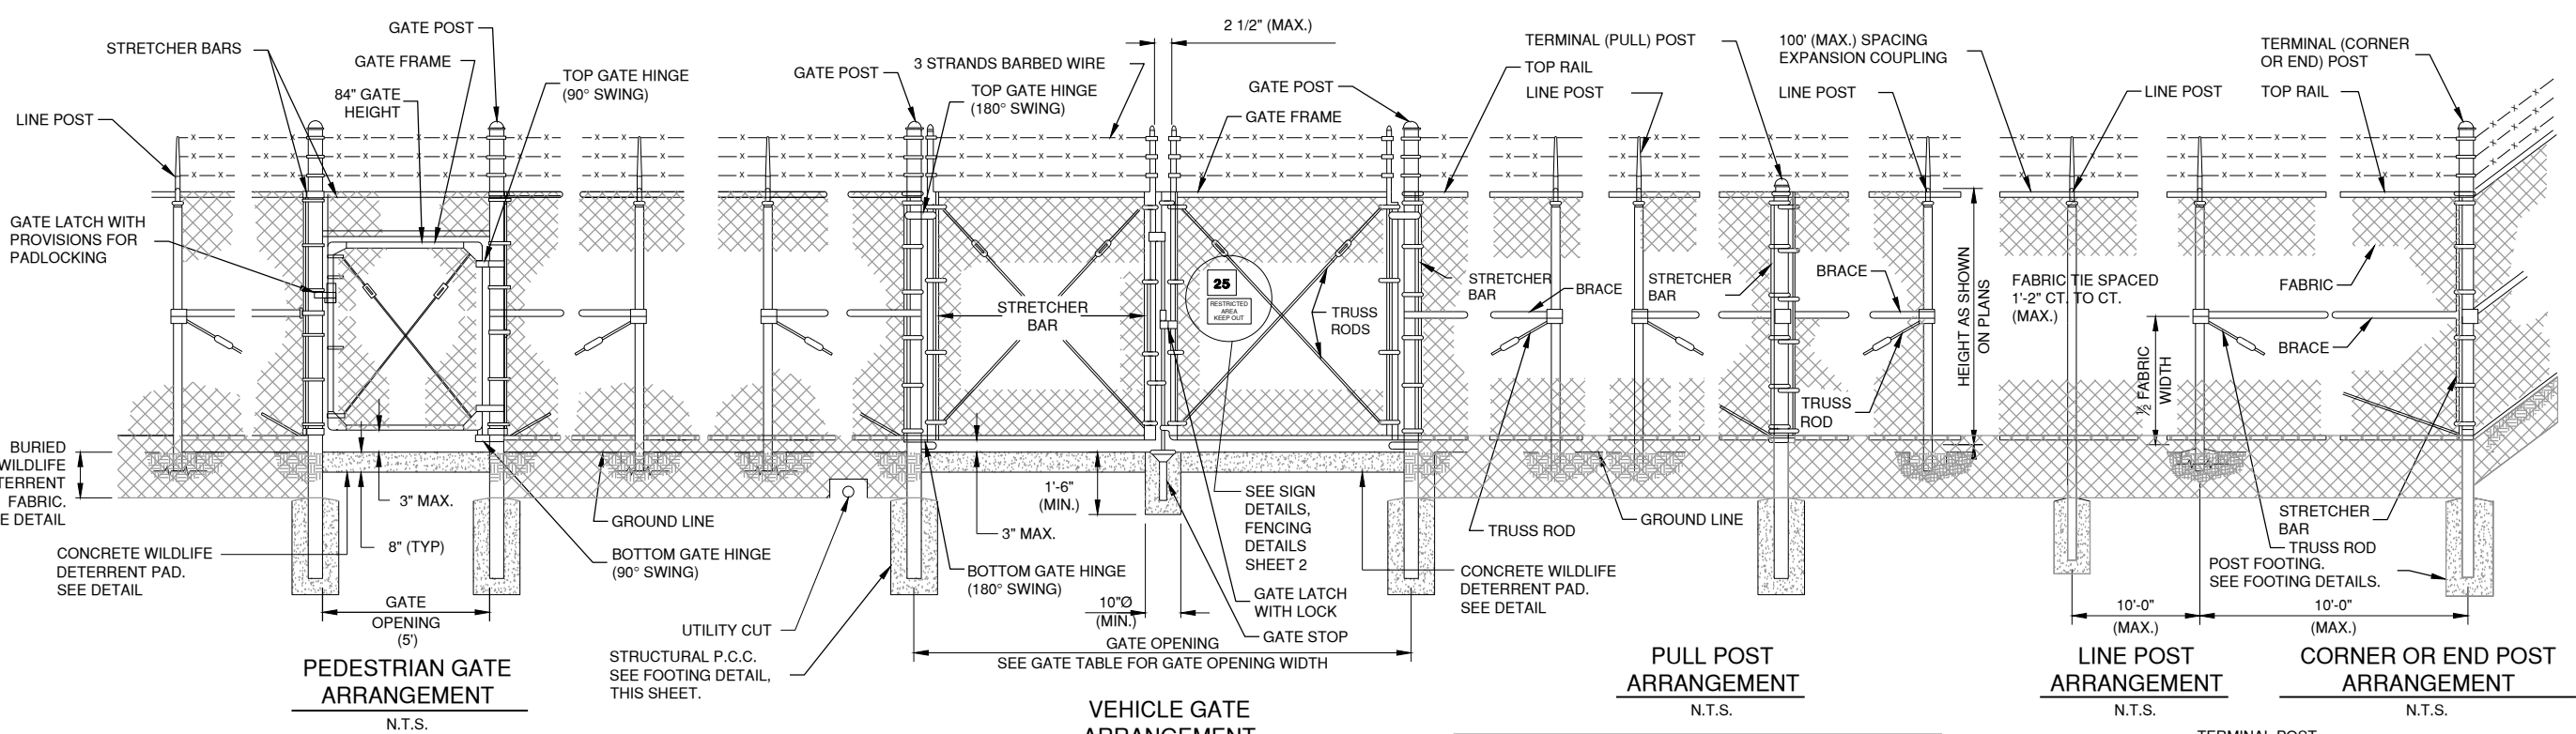 GATE POST
STRETCHER BARS
GATE FRAME
TOP GATE HINGE
(90° SWING)
84" GATE
HEIGHT
LINE POST
GATE LATCH WITH
PROVISIONS FOR
PADLOCKING
BURIED
WILDLIFE
TERRENT
FABRIC.
E DETAIL
CONCRETE WILDLIFE
DETERRENT PAD.
SEE DETAIL
3" MAX.
8" (TYP)
GROUND LINE
BOTTOM GATE HINGE
(90° SWING)
GATE
OPENING
(5')
PEDESTRIAN GATE
ARRANGEMENT
N.T.S.
UTILITY CUT
STRUCTURAL P.C.C.
SEE FOOTING DETAIL,
THIS SHEET.
2 1/2" (MAX.)
3 STRANDS BARBED WIRE
GATE POST
TOP GATE HINGE
(180° SWING)
GATE POST
GATE FRAME
STRETCHER
BAR
25
RESTRICTED
AREA
KEEP OUT
TRUSS
RODS
1'-6"
(MIN.)
3" MAX.
BOTTOM GATE HINGE
(180° SWING)
10"Ø
(MIN.)
SEE SIGN
DETAILS,
FENCING
DETAILS
SHEET 2
GATE LATCH
WITH LOCK
GATE STOP
GATE OPENING
SEE GATE TABLE FOR GATE OPENING WIDTH
VEHICLE GATE
ARRANGEMENT
TERMINAL (PULL) POST
TOP RAIL
LINE POST
STRETCHER
BAR
BRACE
STRETCHER
BAR
TRUSS ROD
GROUND LINE
CONCRETE WILDLIFE
DETERRENT PAD.
SEE DETAIL
PULL POST
ARRANGEMENT
N.T.S.
100' (MAX.) SPACING
EXPANSION COUPLING
LINE POST
BRACE
TRUSS
ROD
HEIGHT AS SHOWN
ON PLANS
LINE POST
FABRIC TIE SPACED
1'-2" CT. TO CT.
(MAX.)
½ FABRIC
WIDTH
10'-0"
(MAX.)
LINE POST
ARRANGEMENT
N.T.S.
TERMINAL (CORNER
OR END) POST
TOP RAIL
FABRIC
BRACE
STRETCHER
BAR
TRUSS ROD
POST FOOTING.
SEE FOOTING DETAILS.
10'-0"
(MAX.)
CORNER OR END POST
ARRANGEMENT
N.T.S.
TERMINAL POST